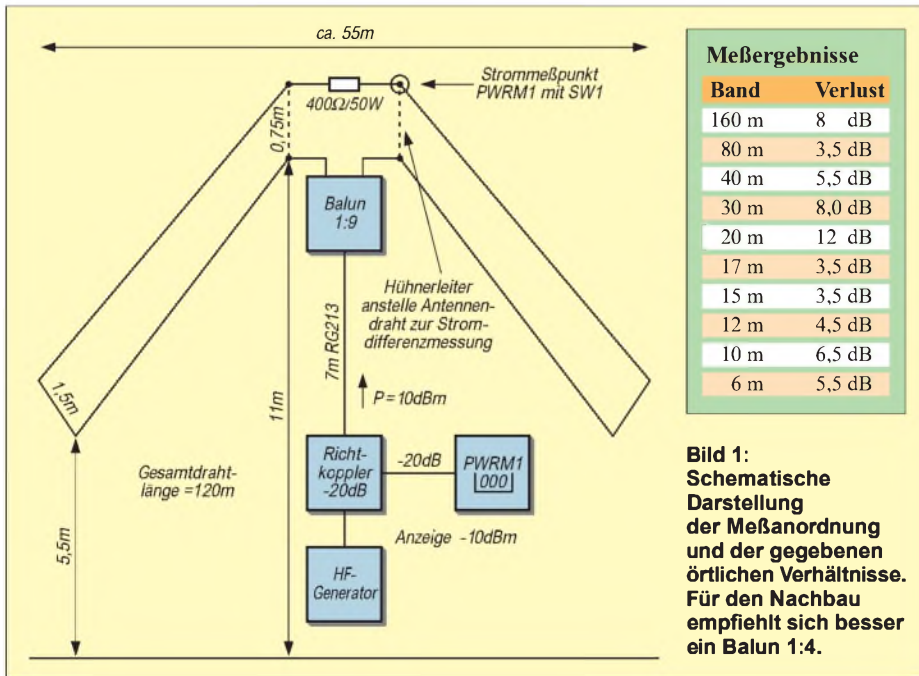 ca. 55m
400Ω/50W
Strommeßpunkt
PWRM1 mit SW1
0,75m
Balun
1:9
Hühnerleiter
anstelle Antennen-
draht zur Strom-
differenzmessung
7m RG213
11m
P=10dBm
1,5m
Gesamtdraht-
länge =120m
5,5m
Richt-
koppler
-20dB
-20dB
PWRM1
000
Anzeige -10dBm
HF-
Generator
Meßergebnisse
Band Verlust
160 m 8 dB
80 m 3,5 dB
40 m 5,5 dB
30 m 8,0 dB
20 m 12 dB
17 m 3,5 dB
15 m 3,5 dB
12 m 4,5 dB
10 m 6,5 dB
6 m 5,5 dB
Bild 1:
Schematische
Darstellung
der Meßanordnung
und der gegebenen
örtlichen Verhältnisse.
Für den Nachbau
empfiehlt sich besser
ein Balun 1:4.